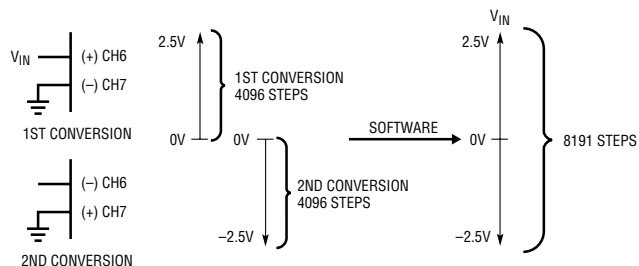 V_IN
(+) CH6
(–) CH7
1ST CONVERSION
(–) CH6
(+) CH7
2ND CONVERSION
2.5V
0V
1ST CONVERSION
4096 STEPS
0V
–2.5V
2ND CONVERSION
4096 STEPS
SOFTWARE
V_IN
2.5V
0V
–2.5V
8191 STEPS